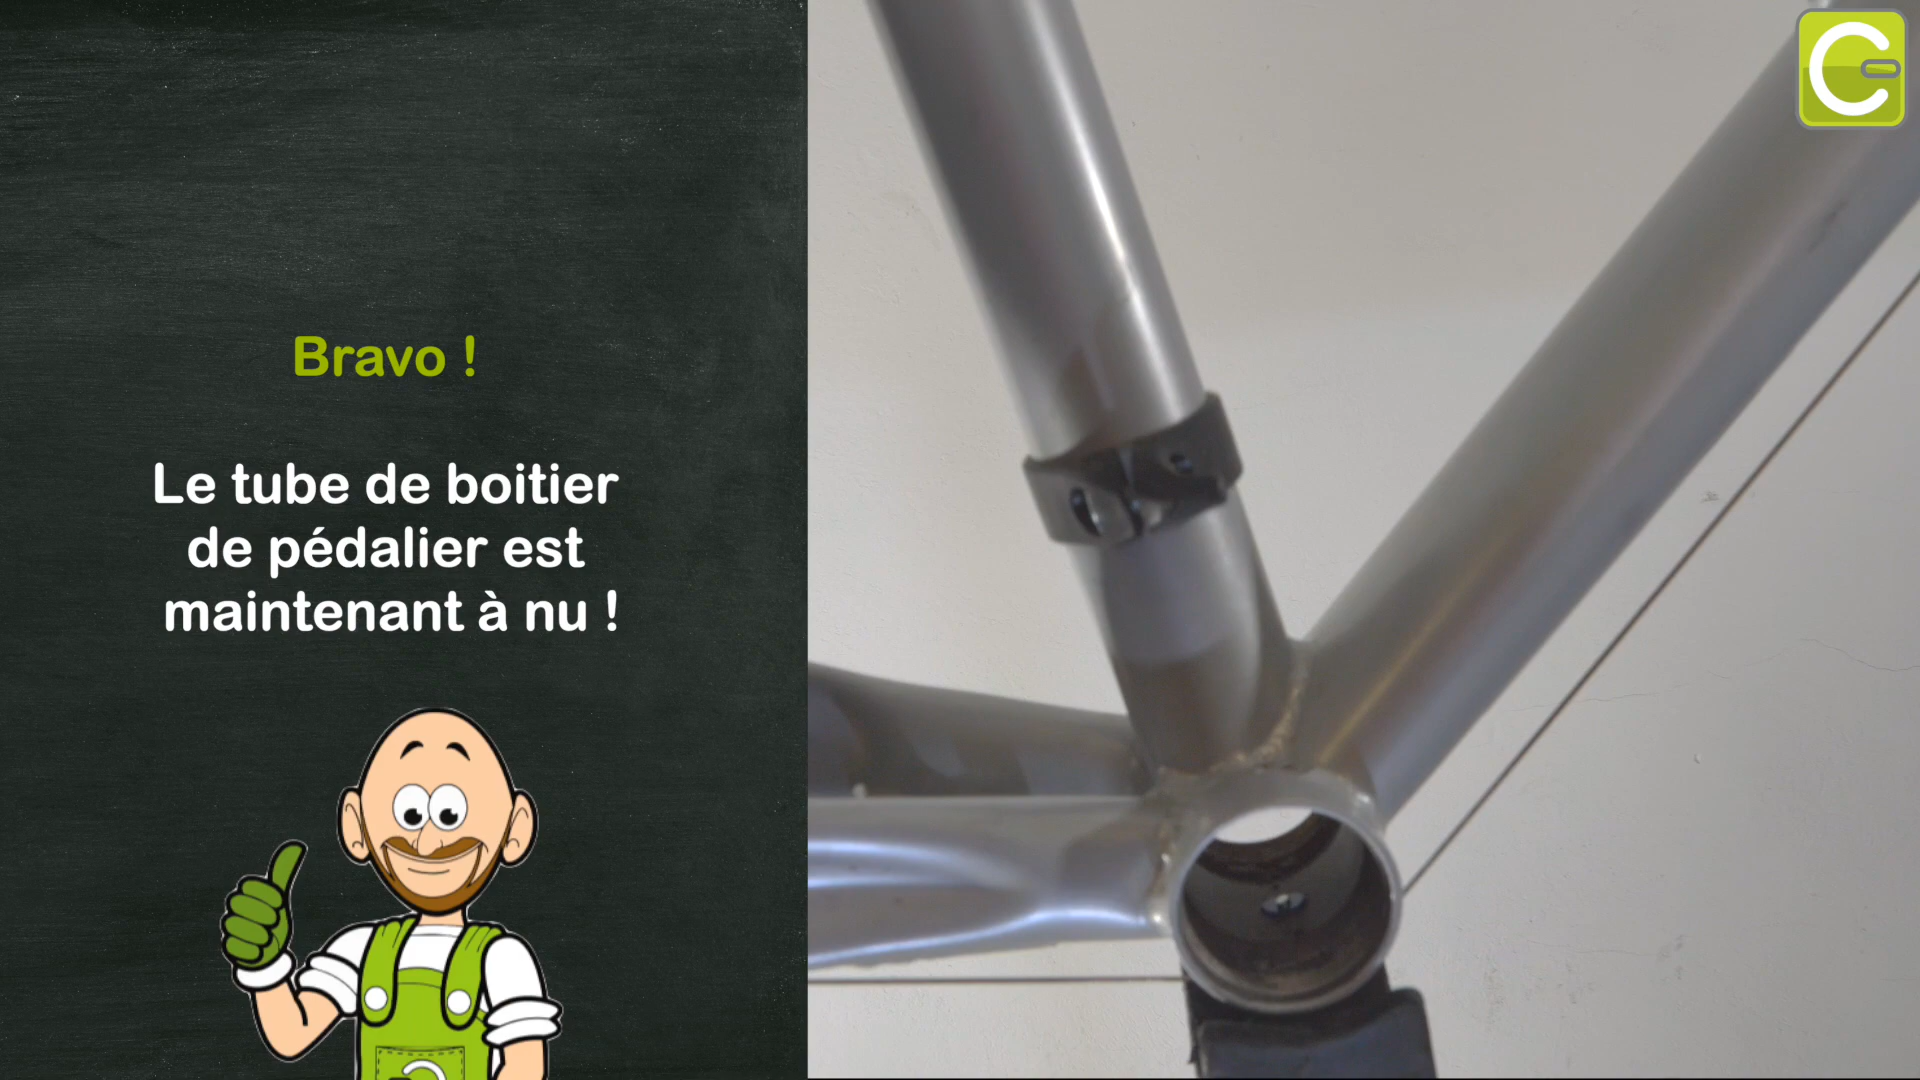 Bravo !
Le tube de boitier
de pédalier est
maintenant à nu !